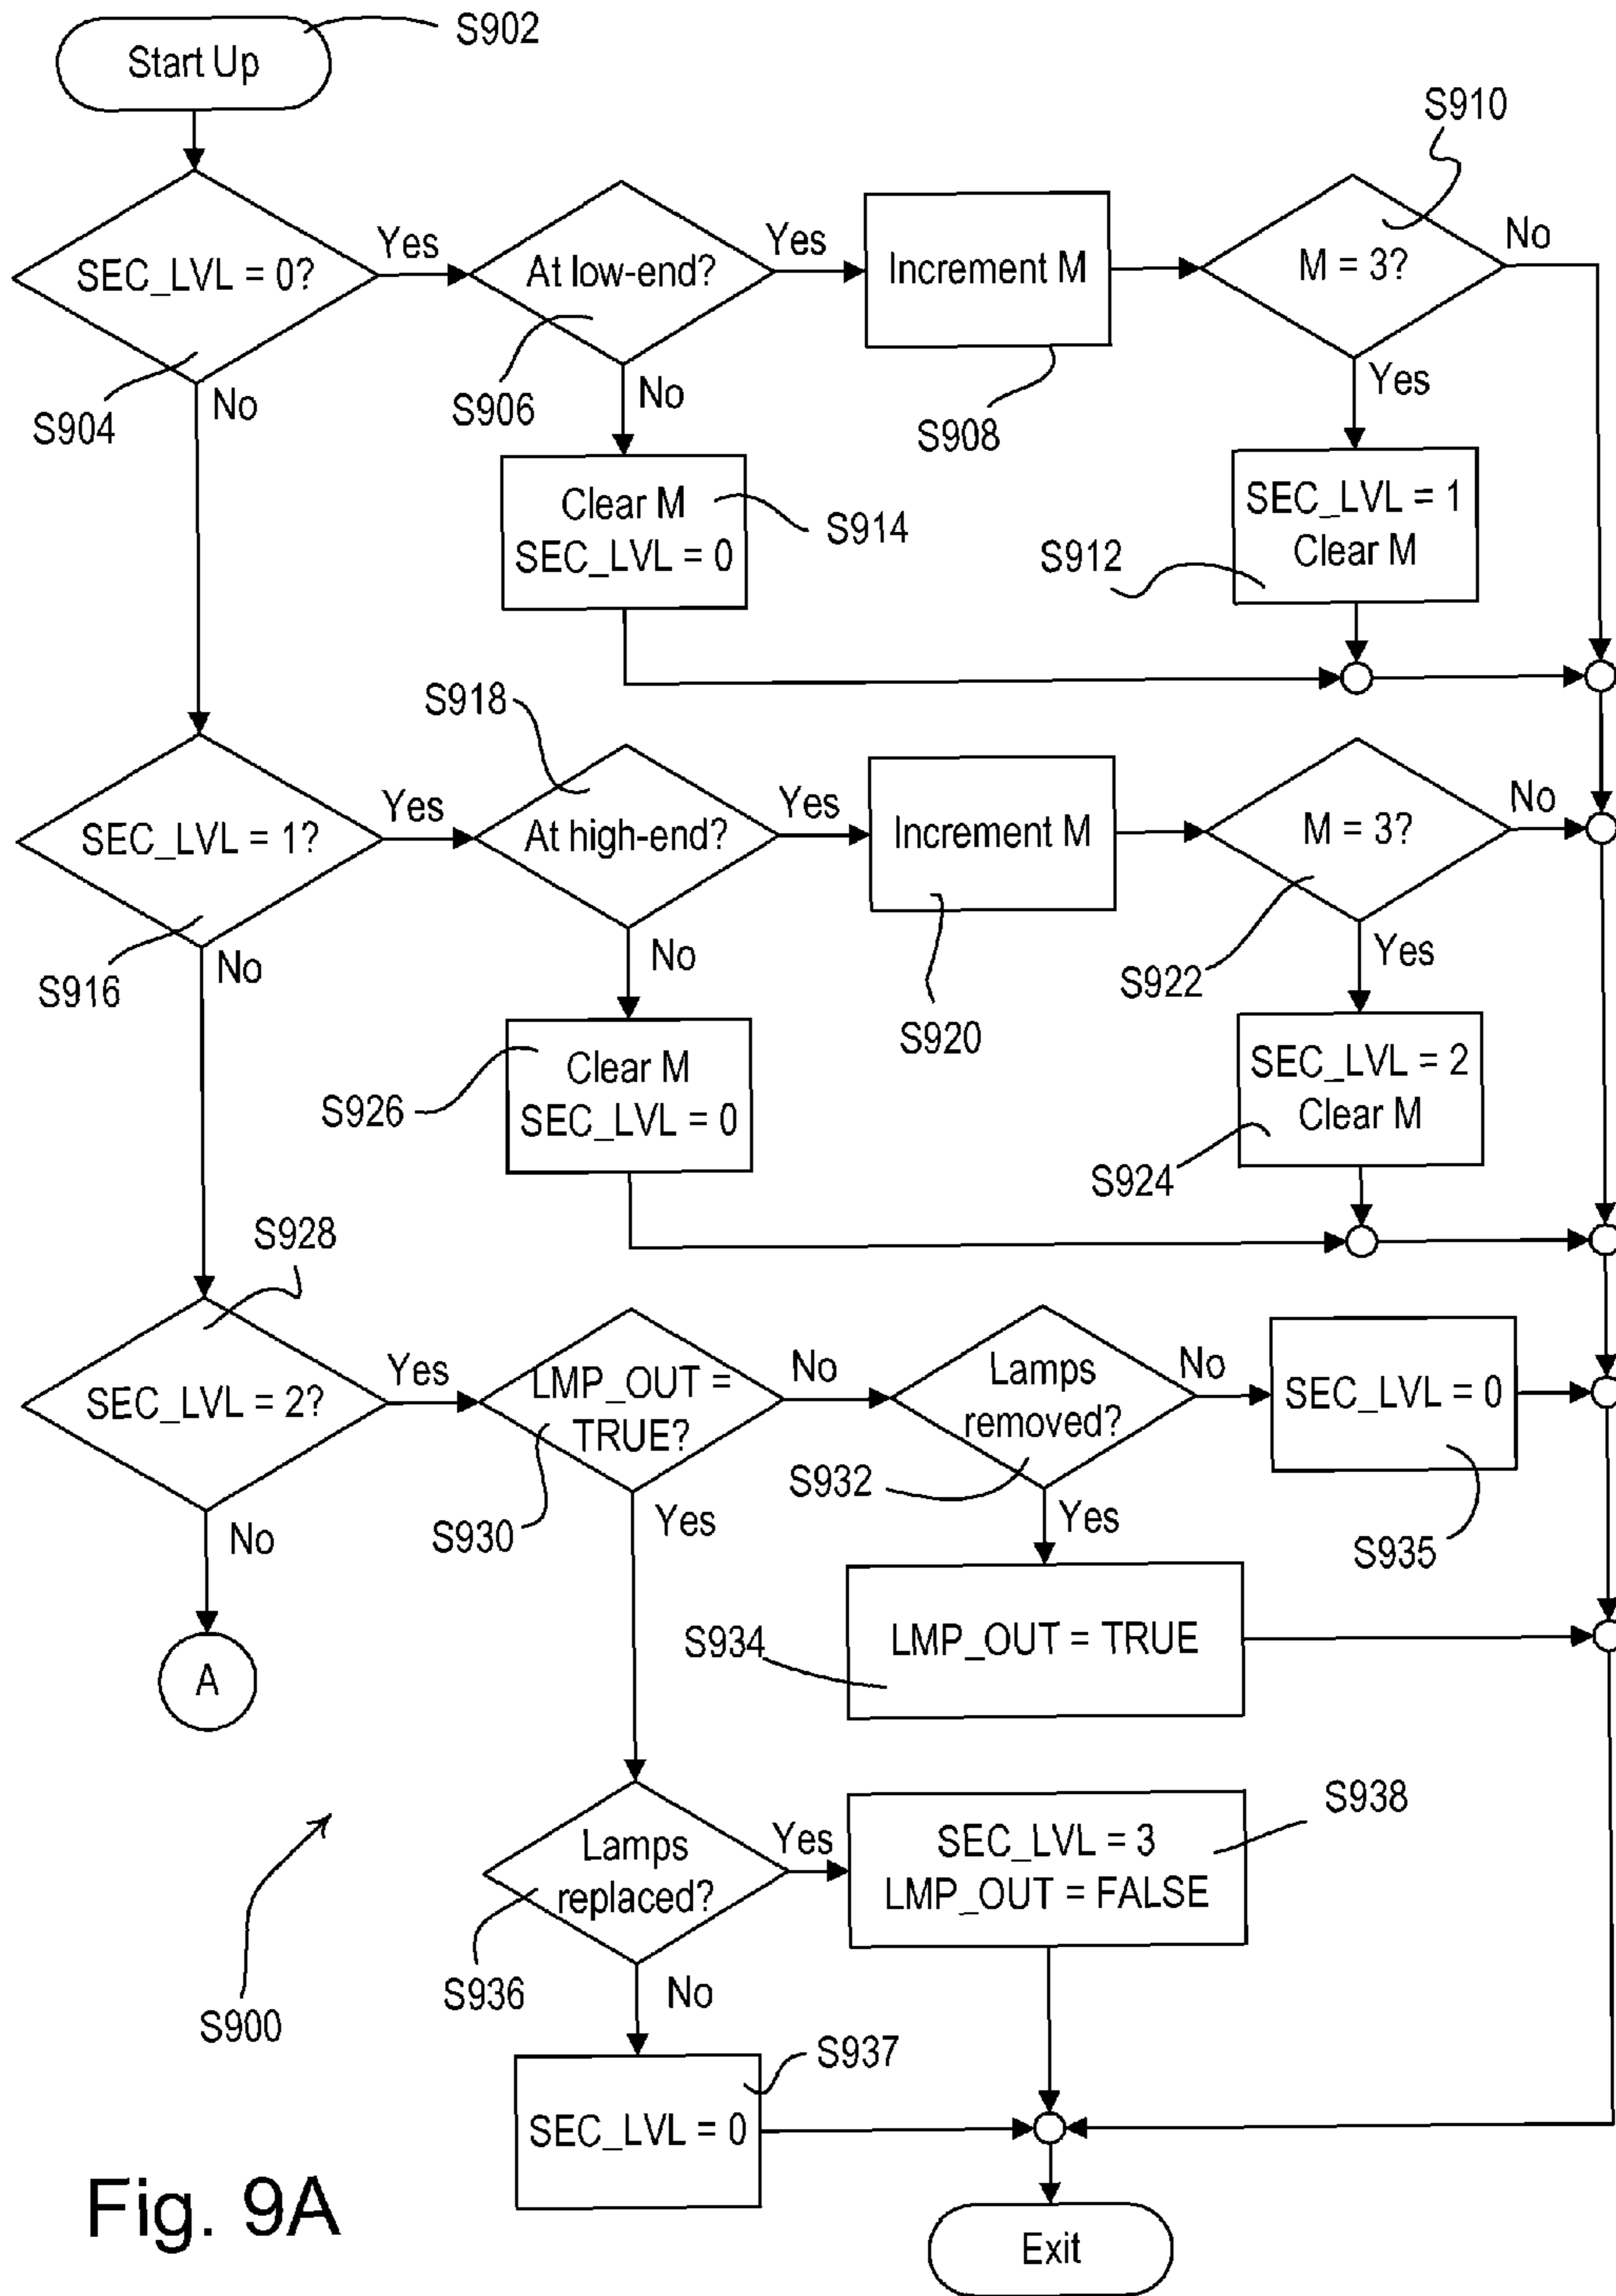 S902
Start Up
S910
SEC_LVL = 0?
Yes
At low-end?
Yes
Increment M
M = 3?
No
S904
No
S906
No
S908
Yes
Clear M
SEC_LVL = 0
S914
SEC_LVL = 1
Clear M
S912
S918
SEC_LVL = 1?
Yes
At high-end?
Yes
Increment M
M = 3?
No
S916
No
No
S920
S922
Yes
Clear M
SEC_LVL = 0
S926
SEC_LVL = 2
Clear M
S924
S928
SEC_LVL = 2?
Yes
LMP_OUT =
TRUE?
No
Lamps
removed?
No
SEC_LVL = 0
No
S930
Yes
S932
Yes
S935
A
S934
LMP_OUT = TRUE
Lamps
replaced?
Yes
SEC_LVL = 3
LMP_OUT = FALSE
S938
S900
S936
No
S937
SEC_LVL = 0
Fig. 9A
Exit